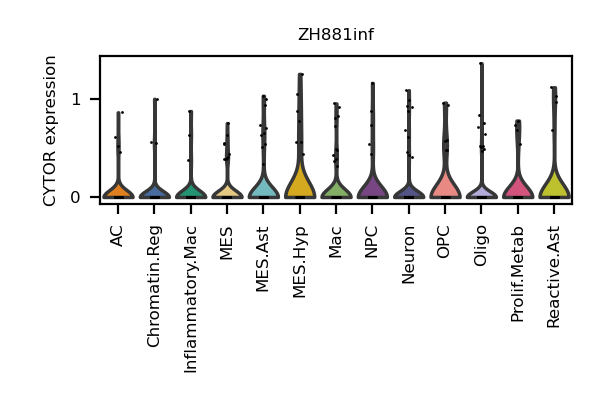 ZH881inf
CYTOR expression
1
0
AC
Chromatin.Reg
Inflammatory.Mac
MES
MES.Ast
MES.Hyp
Mac
NPC
Neuron
OPC
Oligo
Prolif.Metab
Reactive.Ast